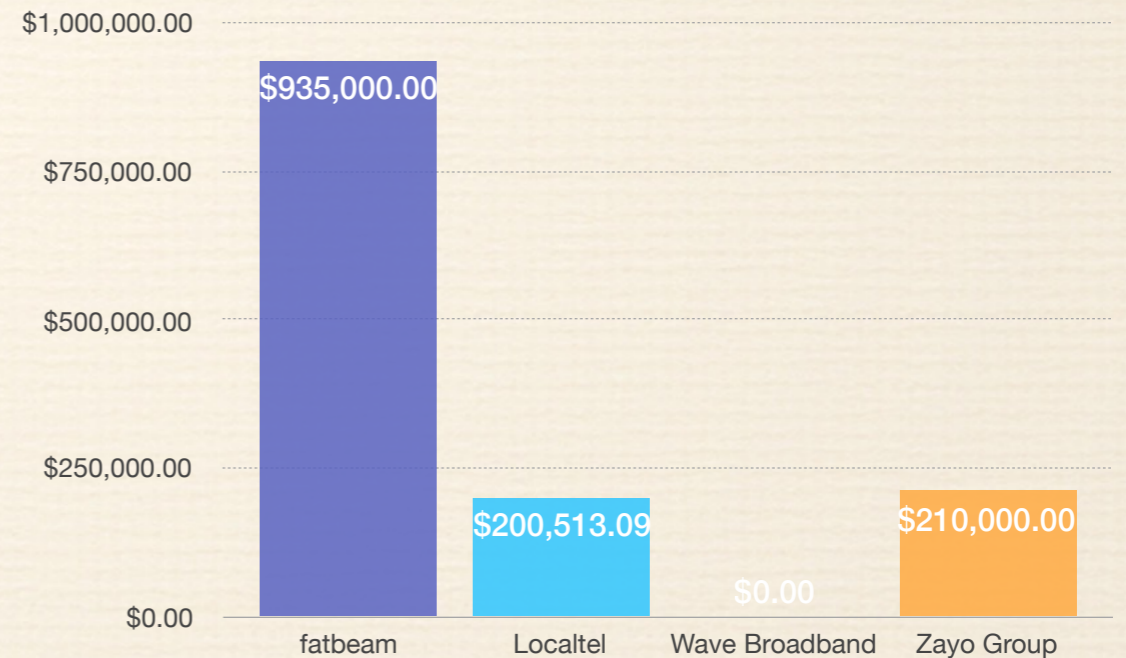 $1,000,000.00
$935,000.00
$750,000.00
$500,000.00
$250,000.00
$200,513.09
$210,000.00
$0.00
$0.00
fatbeam
Localtel
Wave Broadband
Zayo Group